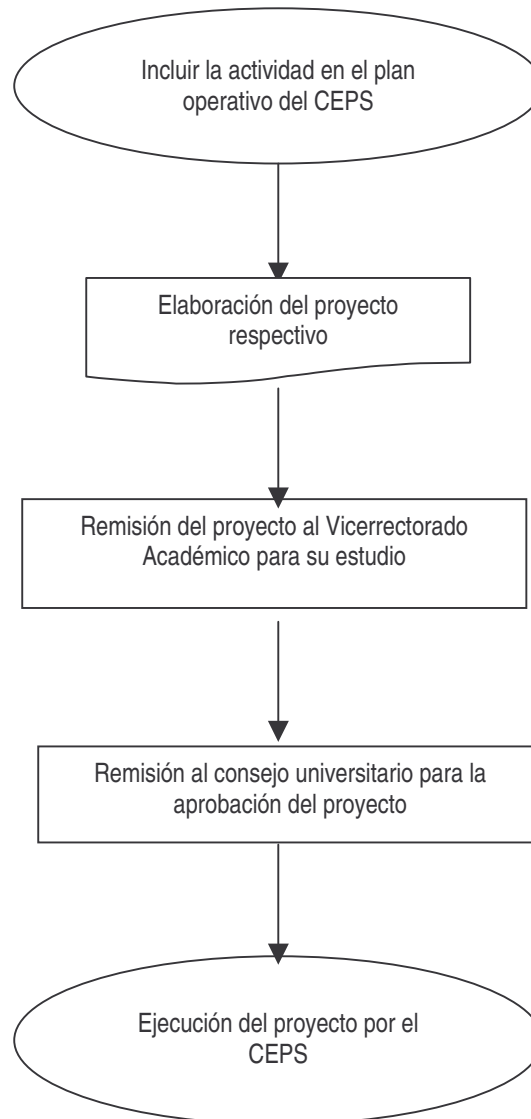 Incluir la actividad en el plan
operativo del CEPS
Elaboración del proyecto
respectivo
Remisión del proyecto al Vicerrectorado
Académico para su estudio
Remisión al consejo universitario para la
aprobación del proyecto
Ejecución del proyecto por el
CEPS